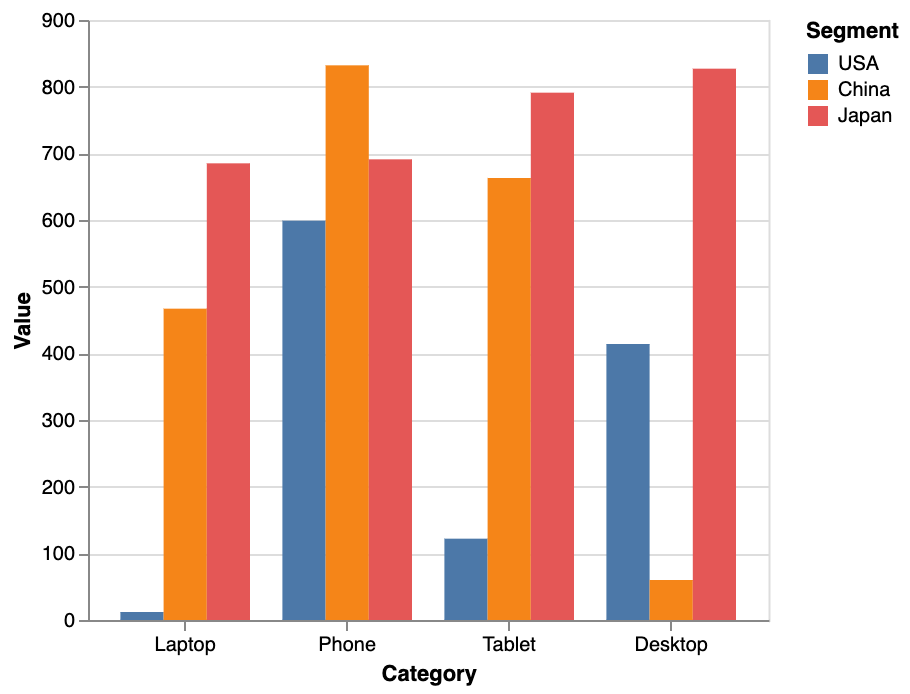 900
800
700
600
500
400
300
200
100
0
Value
Laptop Phone Tablet Desktop
Category
Segment
USA
China
Japan